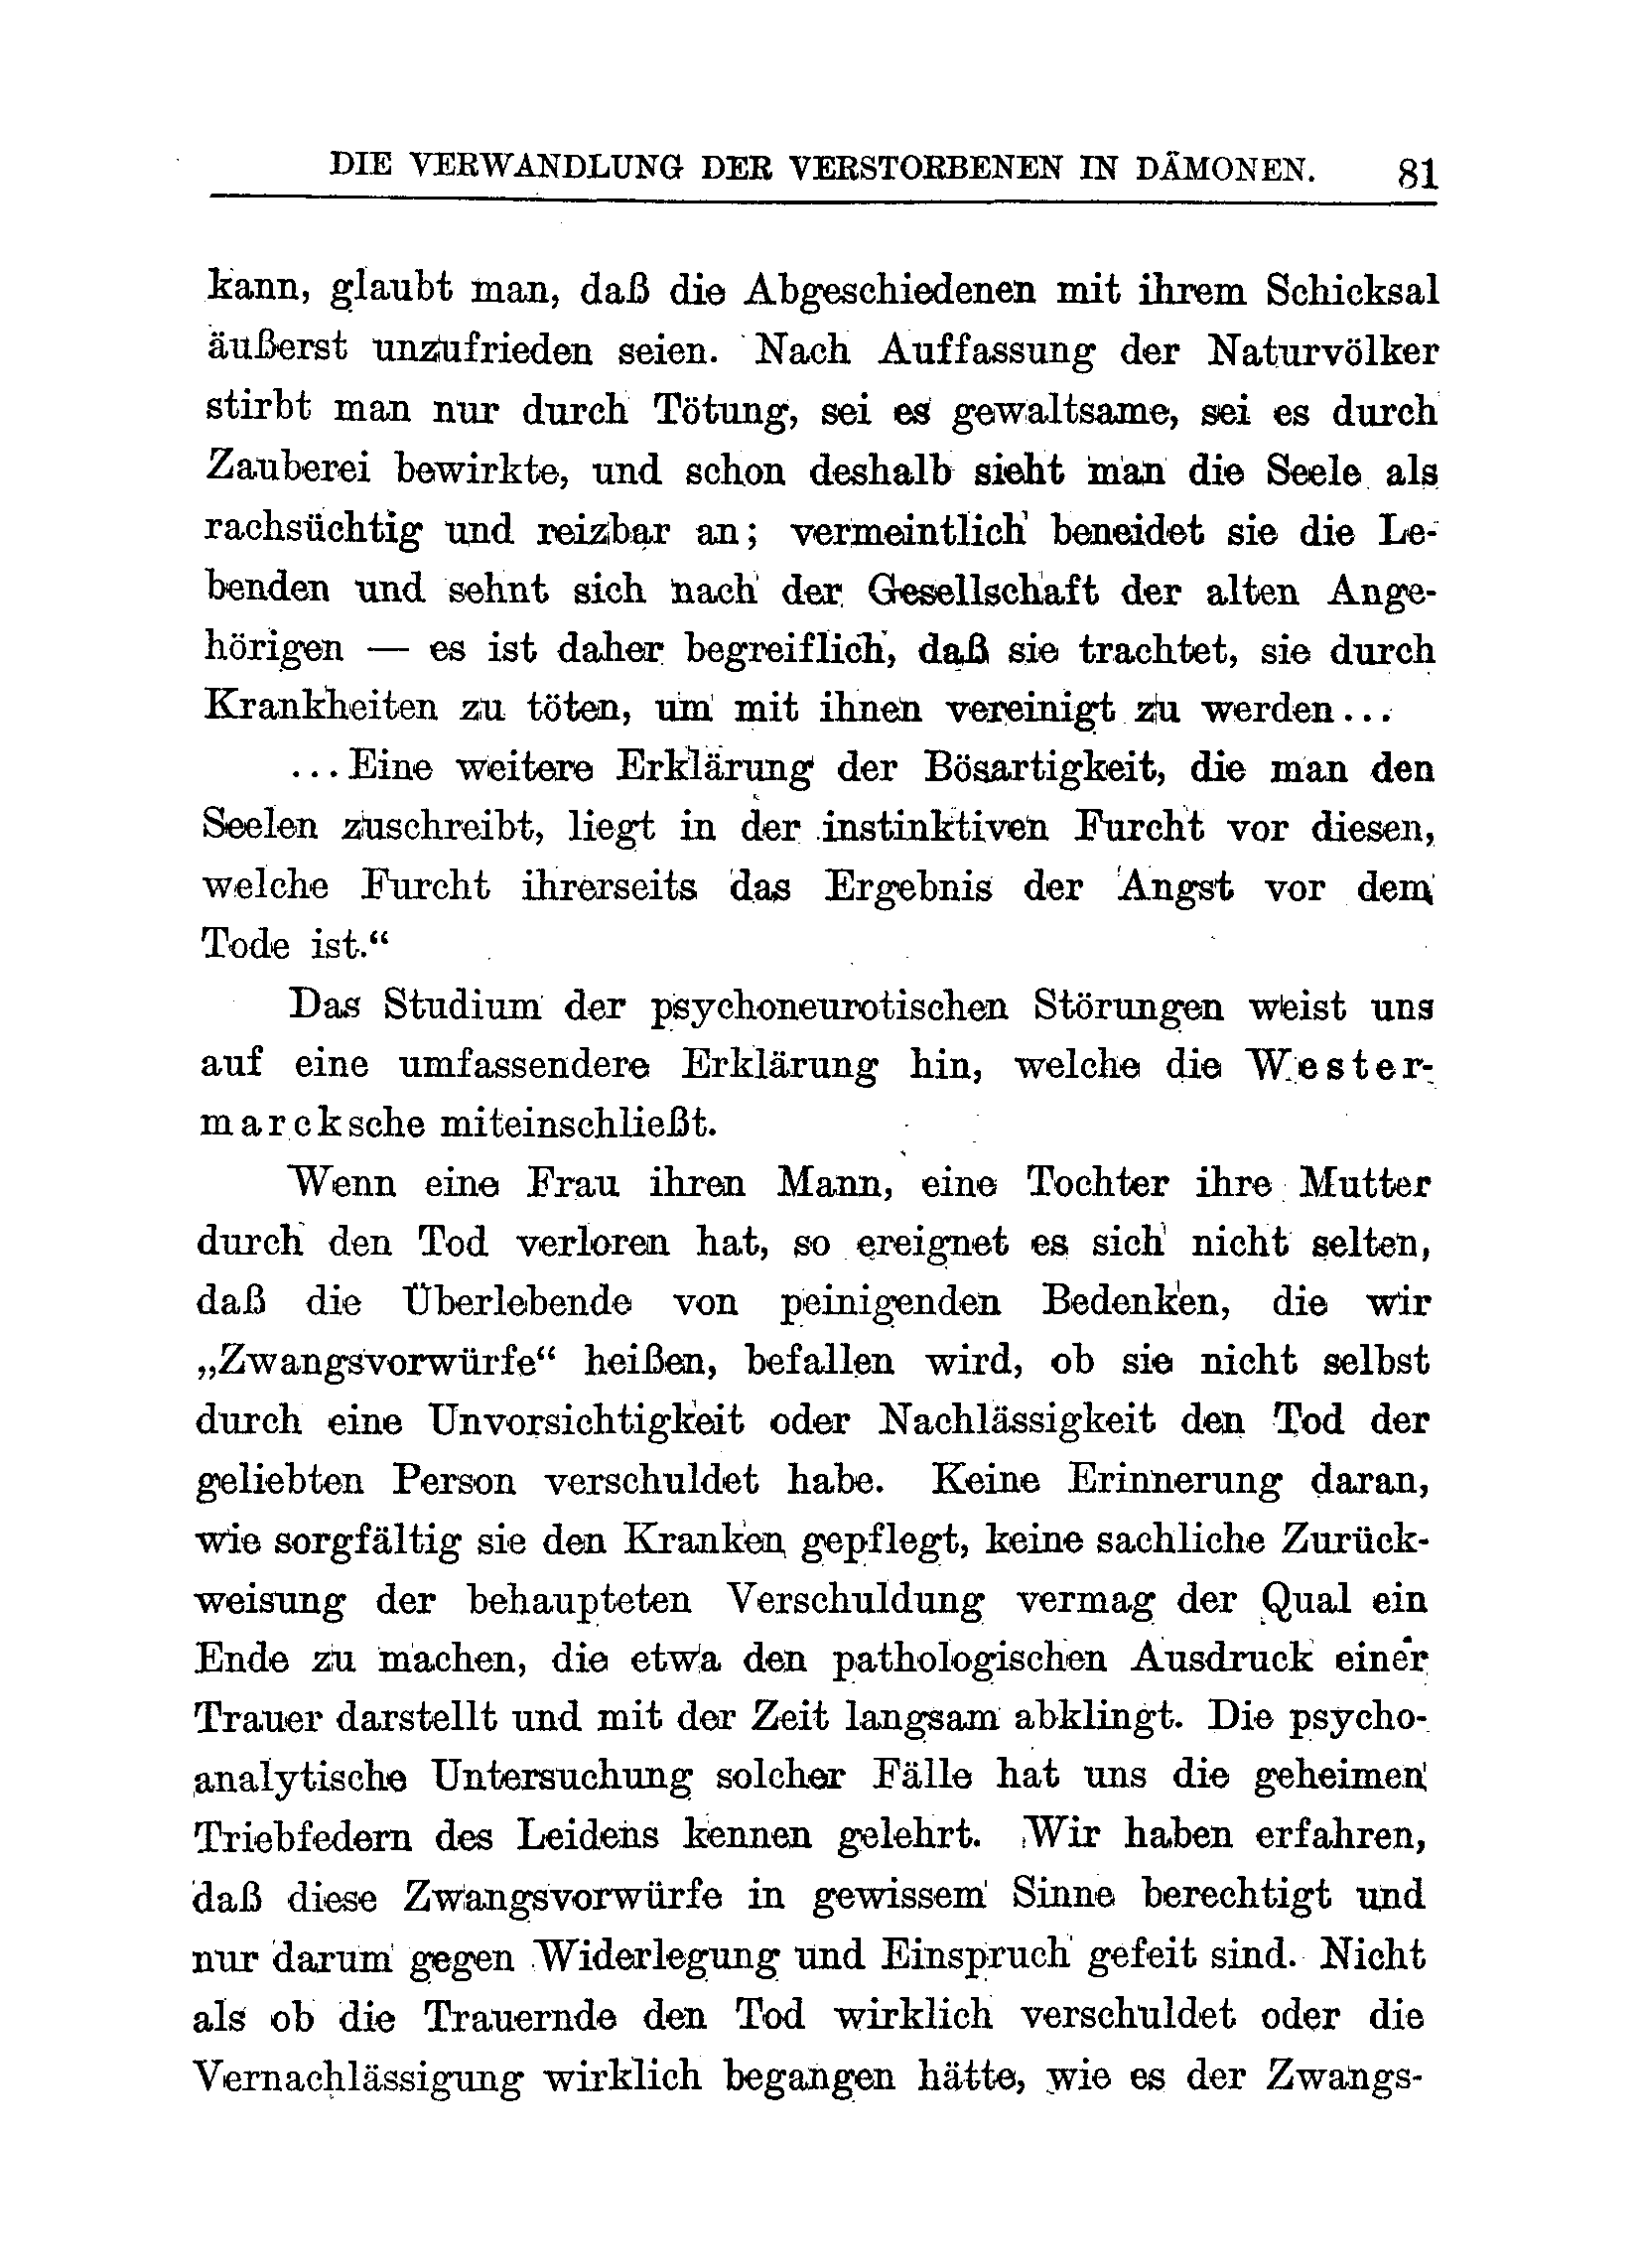 DIE VERWANDLUNG DER VERSTORBENEN IN DÄMONEN. 81
kann, glaubt man, daß die Abgeschiedenen mit ihrem Schicksal
äußerst unzufrieden seien. Nach Auffassung der Naturvölker
stirbt man nur durch Tötung, sei es gewaltsame, sei es durch
Zauberei bewirkte, und schon deshalb sieht man die Seele als
rachsüchtig und reizbar an; vermeintlich beneidet sie die Le-
benden und sehnt sich nach der Gesellschaft der alten Ange-
hörigen — es ist daher begreiflich, daß sie trachtet, sie durch
Krankheiten zu töten, um mit ihnen vereinigt zu werden...
...Eine weitere Erklärung der Bösartigkeit, die man den
Seelen zuschreibt, liegt in der instinktiven Furcht vor diesen,
welche Furcht ihrerseits das Ergebnis der Angst vor dem
Tode ist.“
Das Studium der psychoneurotischen Störungen weist uns
auf eine umfassendere Erklärung hin, welche die Wester-
marcksche miteinschließt.
Wenn eine Frau ihren Mann, eine Tochter ihre Mutter
durch den Tod verloren hat, so ereignet es sich nicht selten,
daß die Überlebende von peinigenden Bedenken, die wir
„Zwangsvorwürfe“ heißen, befallen wird, ob sie nicht selbst
durch eine Unvorsichtigkeit oder Nachlässigkeit den Tod der
geliebten Person verschuldet habe. Keine Erinnerung daran,
wie sorgfältig sie den Kranken gepflegt, keine sachliche Zurück-
weisung der behaupteten Verschuldung vermag der Qual ein
Ende zu machen, die etwa den pathologischen Ausdruck einer
Trauer darstellt und mit der Zeit langsam abklingt. Die psycho-
analytische Untersuchung solcher Fälle hat uns die geheimen
Triebfedern des Leidens kennen gelehrt. Wir haben erfahren,
daß diese Zwangsvorwürfe in gewissem Sinne berechtigt und
nur darum gegen Widerlegung und Einspruch gefeit sind. Nicht
als ob die Trauernde den Tod wirklich verschuldet oder die
Vernachlässigung wirklich begangen hätte, wie es der Zwangs-